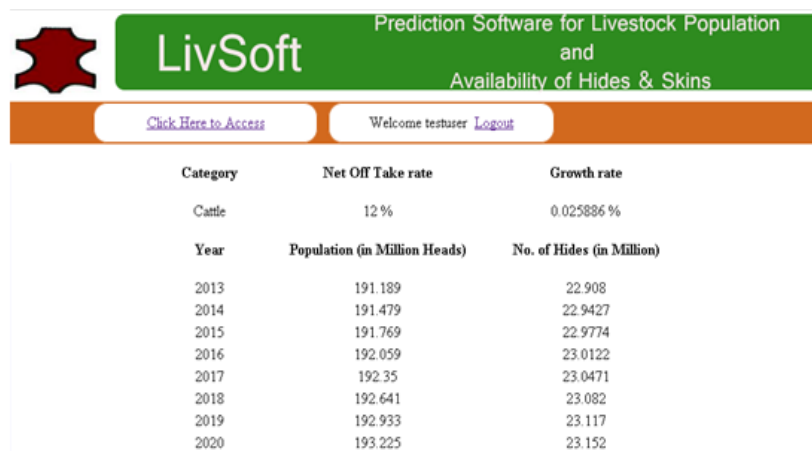 LivSoft
Prediction Software for Livestock Population
and
Availability of Hides & Skins
Click Here to Access Welcome testuser Logout
Category Net Off Take rate Growth rate
Cattle 12 % 0.025886 %
Year Population (in Million Heads) No. of Hides (in Million)
2013 191.189 22.908
2014 191.479 22.9427
2015 191.769 22.9774
2016 192.059 23.0122
2017 192.35 23.0471
2018 192.641 23.082
2019 192.933 23.117
2020 193.225 23.152